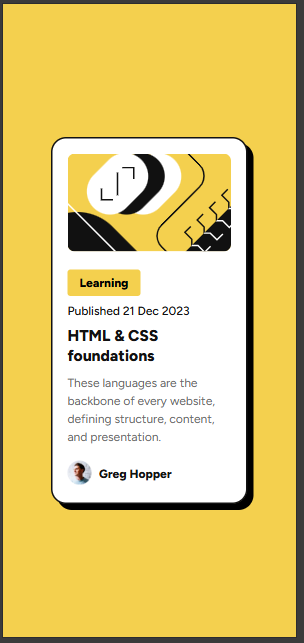 Learning
Published 21 Dec 2023
HTML & CSS
foundations
These languages are the
backbone of every website,
defining structure, content,
and presentation.
Greg Hopper